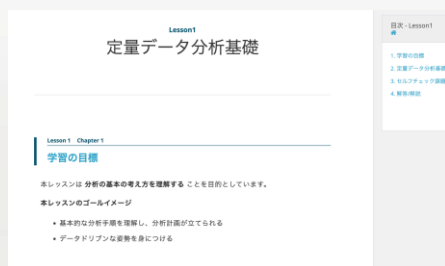 Lesson1
定量データ分析基礎
Lesson 1 Chapter 1
学習の目標
本レッスンは 分析の基本の考え方を理解する ことを目的としています。
本レッスンのゴールイメージ
• 基本的な分析手順を理解し、分析計画が立てられる
• データドリブンな姿勢を身につける
目次 - Lesson1
1. 学習の目標
2. 定量データ分析基礎
3. セルフチェック課題
4. 解答/解説